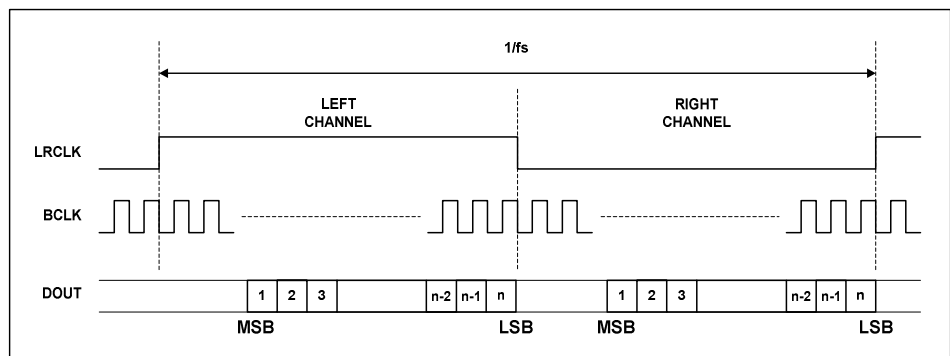 1/fs
LEFT
CHANNEL
RIGHT
CHANNEL
LRCLK
BCLK
DOUT
1 2 3 n-2 n-1 n 1 2 3 n-2 n-1 n
MSB LSB MSB LSB